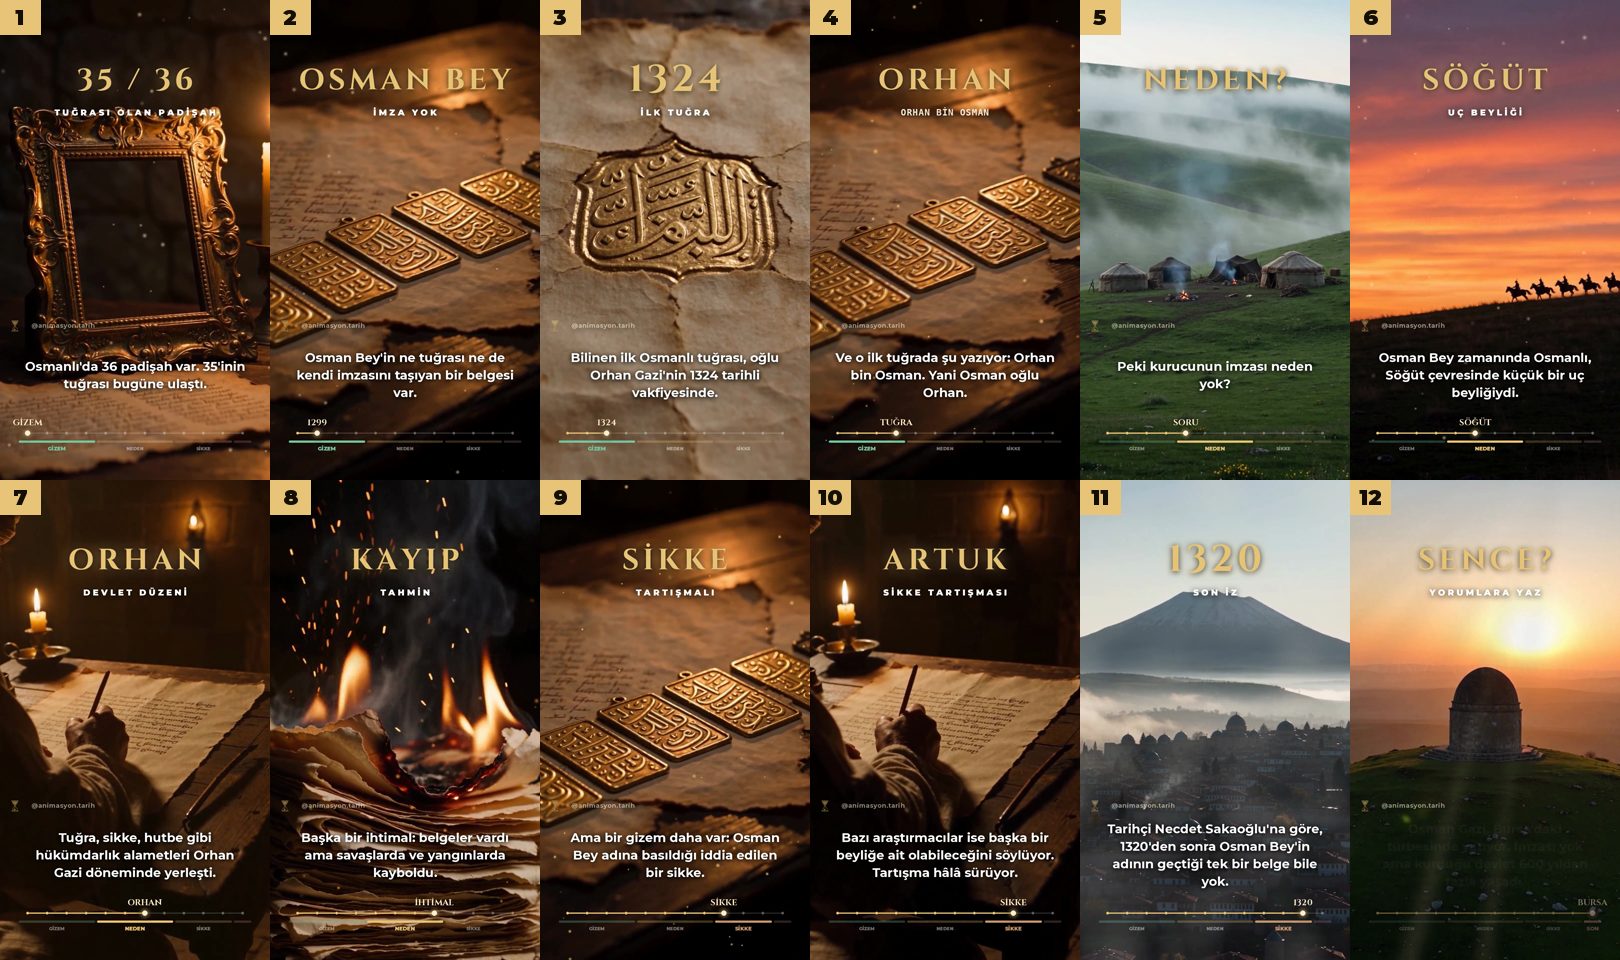 1
35 / 36
TUĞRASI OLAN PADİŞAH
@animasyon.tarih
Osmanlı'da 36 padişah var. 35'inin
tuğrası bugüne ulaştı.
GİZEM
GİZEM
NEDEN
SİKKE
2
OSMAN BEY
İMZA YOK
@animasyon.tarih
Osman Bey'in ne tuğrası ne de
kendi imzasını taşıyan bir belgesi
var.
1299
GİZEM
NEDEN
SİKKE
3
1324
İLK TUĞRA
@animasyon.tarih
Bilinen ilk Osmanlı tuğrası, oğlu
Orhan Gazi'nin 1324 tarihli
vakfiyesinde.
1324
GİZEM
NEDEN
SİKKE
4
ORHAN
ORHAN BİN OSMAN
@animasyon.tarih
Ve o ilk tuğrada şu yazıyor: Orhan
bin Osman. Yani Osman oğlu
Orhan.
TUĞRA
GİZEM
NEDEN
SİKKE
5
NEDEN?
@animasyon.tarih
Peki kurucunun imzası neden
yok?
SORU
GİZEM
NEDEN
SİKKE
6
SÖĞÜT
UÇ BEYLİĞİ
@animasyon.tarih
Osman Bey zamanında Osmanlı,
Söğüt çevresinde küçük bir uç
beyliğiydi.
SÖĞÜT
GİZEM
NEDEN
SİKKE
7
ORHAN
DEVLET DÜZENİ
@animasyon.tarih
Tuğra, sikke, hutbe gibi
hükümdarlık alametleri Orhan
Gazi döneminde yerleşti.
ORHAN
GİZEM
NEDEN
SİKKE
8
KAYIP
TAHMİN
@animasyon.tarih
Başka bir ihtimal: belgeler vardı
ama savaşlarda ve yangınlarda
kayboldu.
İHTİMAL
GİZEM
NEDEN
SİKKE
9
SİKKE
TARTIŞMALI
@animasyon.tarih
Ama bir gizem daha var: Osman
Bey adına basıldığı iddia edilen
bir sikke.
SİKKE
GİZEM
NEDEN
SİKKE
10
ARTUK
SİKKE TARTIŞMASI
@animasyon.tarih
Bazı araştırmacılar ise başka bir
beyliğe ait olabileceğini söylüyor.
Tartışma hâlâ sürüyor.
SİKKE
GİZEM
NEDEN
SİKKE
11
1320
SON İZ
@animasyon.tarih
Tarihçi Necdet Sakaoğlu'na göre,
1320'den sonra Osman Bey'in
adının geçtiği tek bir belge bile
yok.
1320
GİZEM
NEDEN
SİKKE
12
SENCE?
YORUMLARA YAZ
@animasyon.tarih
BURSA
GİZEM
NEDEN
SİKKE
SON